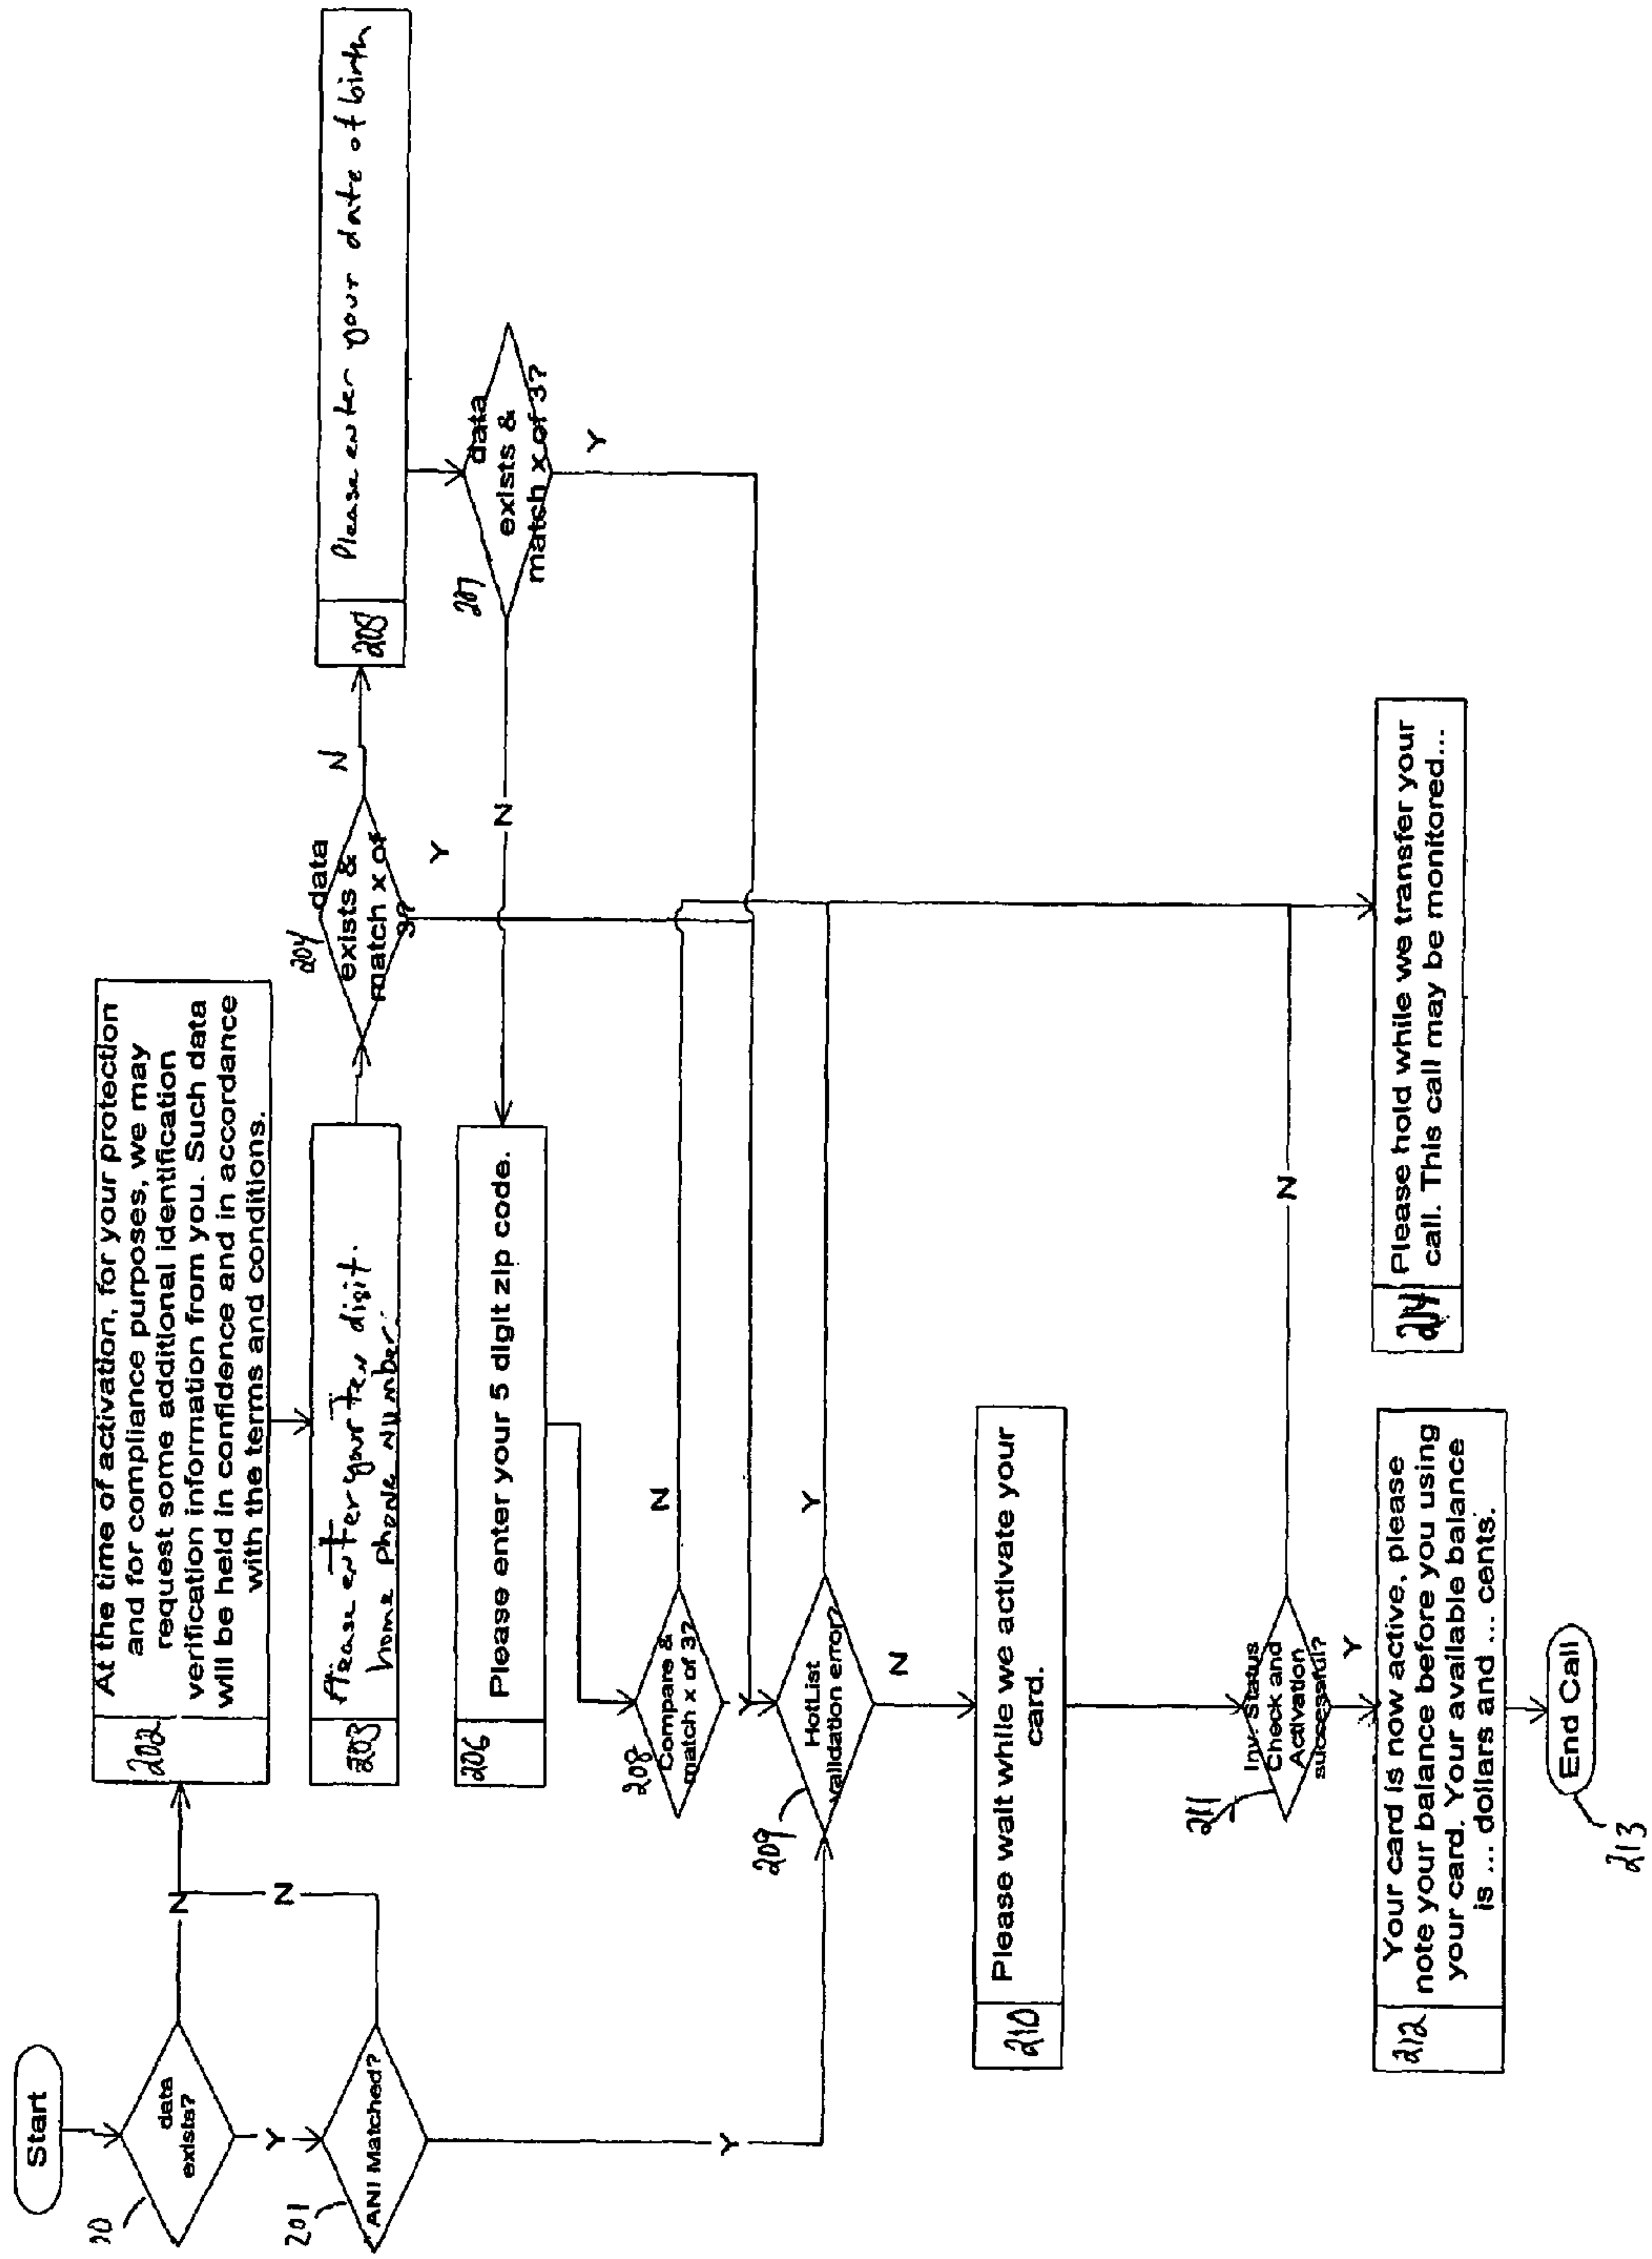 Start
data
exists?
Y
N
201
ANI Matched?
N
Y
202
At the time of activation, for your protection
and for compliance purposes, we may
request some additional identification
verification information from you. Such data
will be held in confidence and in accordance
with the terms and conditions.
203
Please enter your ten digit.
home phone number.
204
data
exists &
match x of
3?
N
Y
Please enter your date of birth
207
data
exists &
match x of 3?
N
Y
206
Please enter your 5 digit zip code.
208
Compare &
match x of 3?
N
Y
209
HotList
validation error?
Y
N
210
Please wait while we activate your
card.
211
Inv. Status
Check and
Activation
successful?
N
Y
212
Your card is now active, please
note your balance before you using
your card. Your available balance
is ... dollars and ... cents.
214
Please hold while we transfer your
call. This call may be monitored...
End Call
213